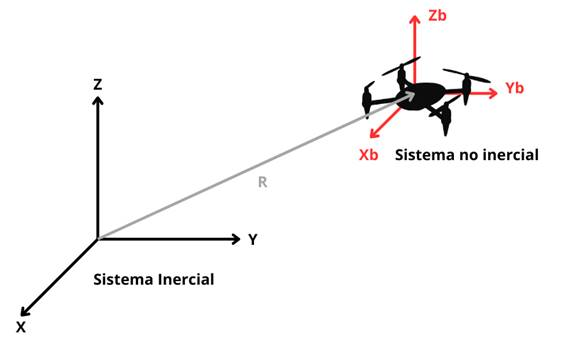 Zb
Z
Yb
Xb
Sistema no inercial
R
Y
Sistema Inercial
X